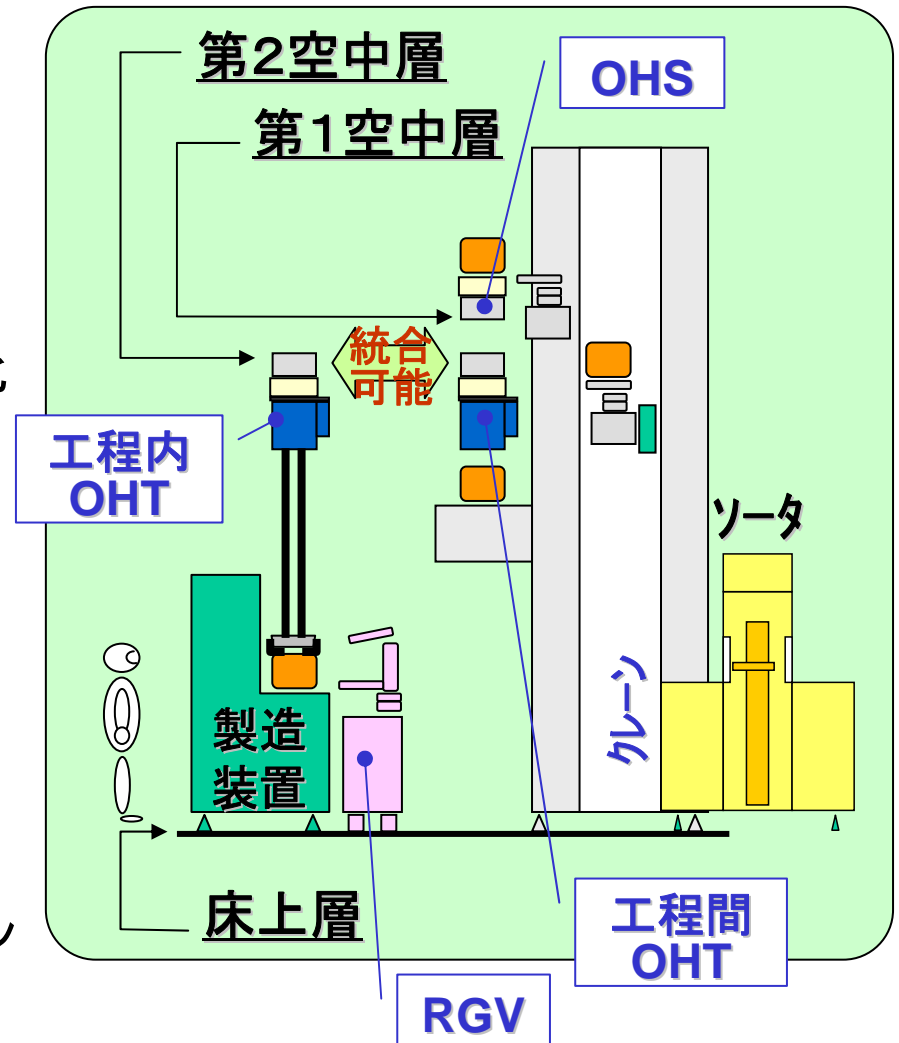 第２空中層
OHS
第１空中層
統合
可能
工程内
OHT
ソータ
クレーン
製造
装置
床上層
工程間
OHT
RGV